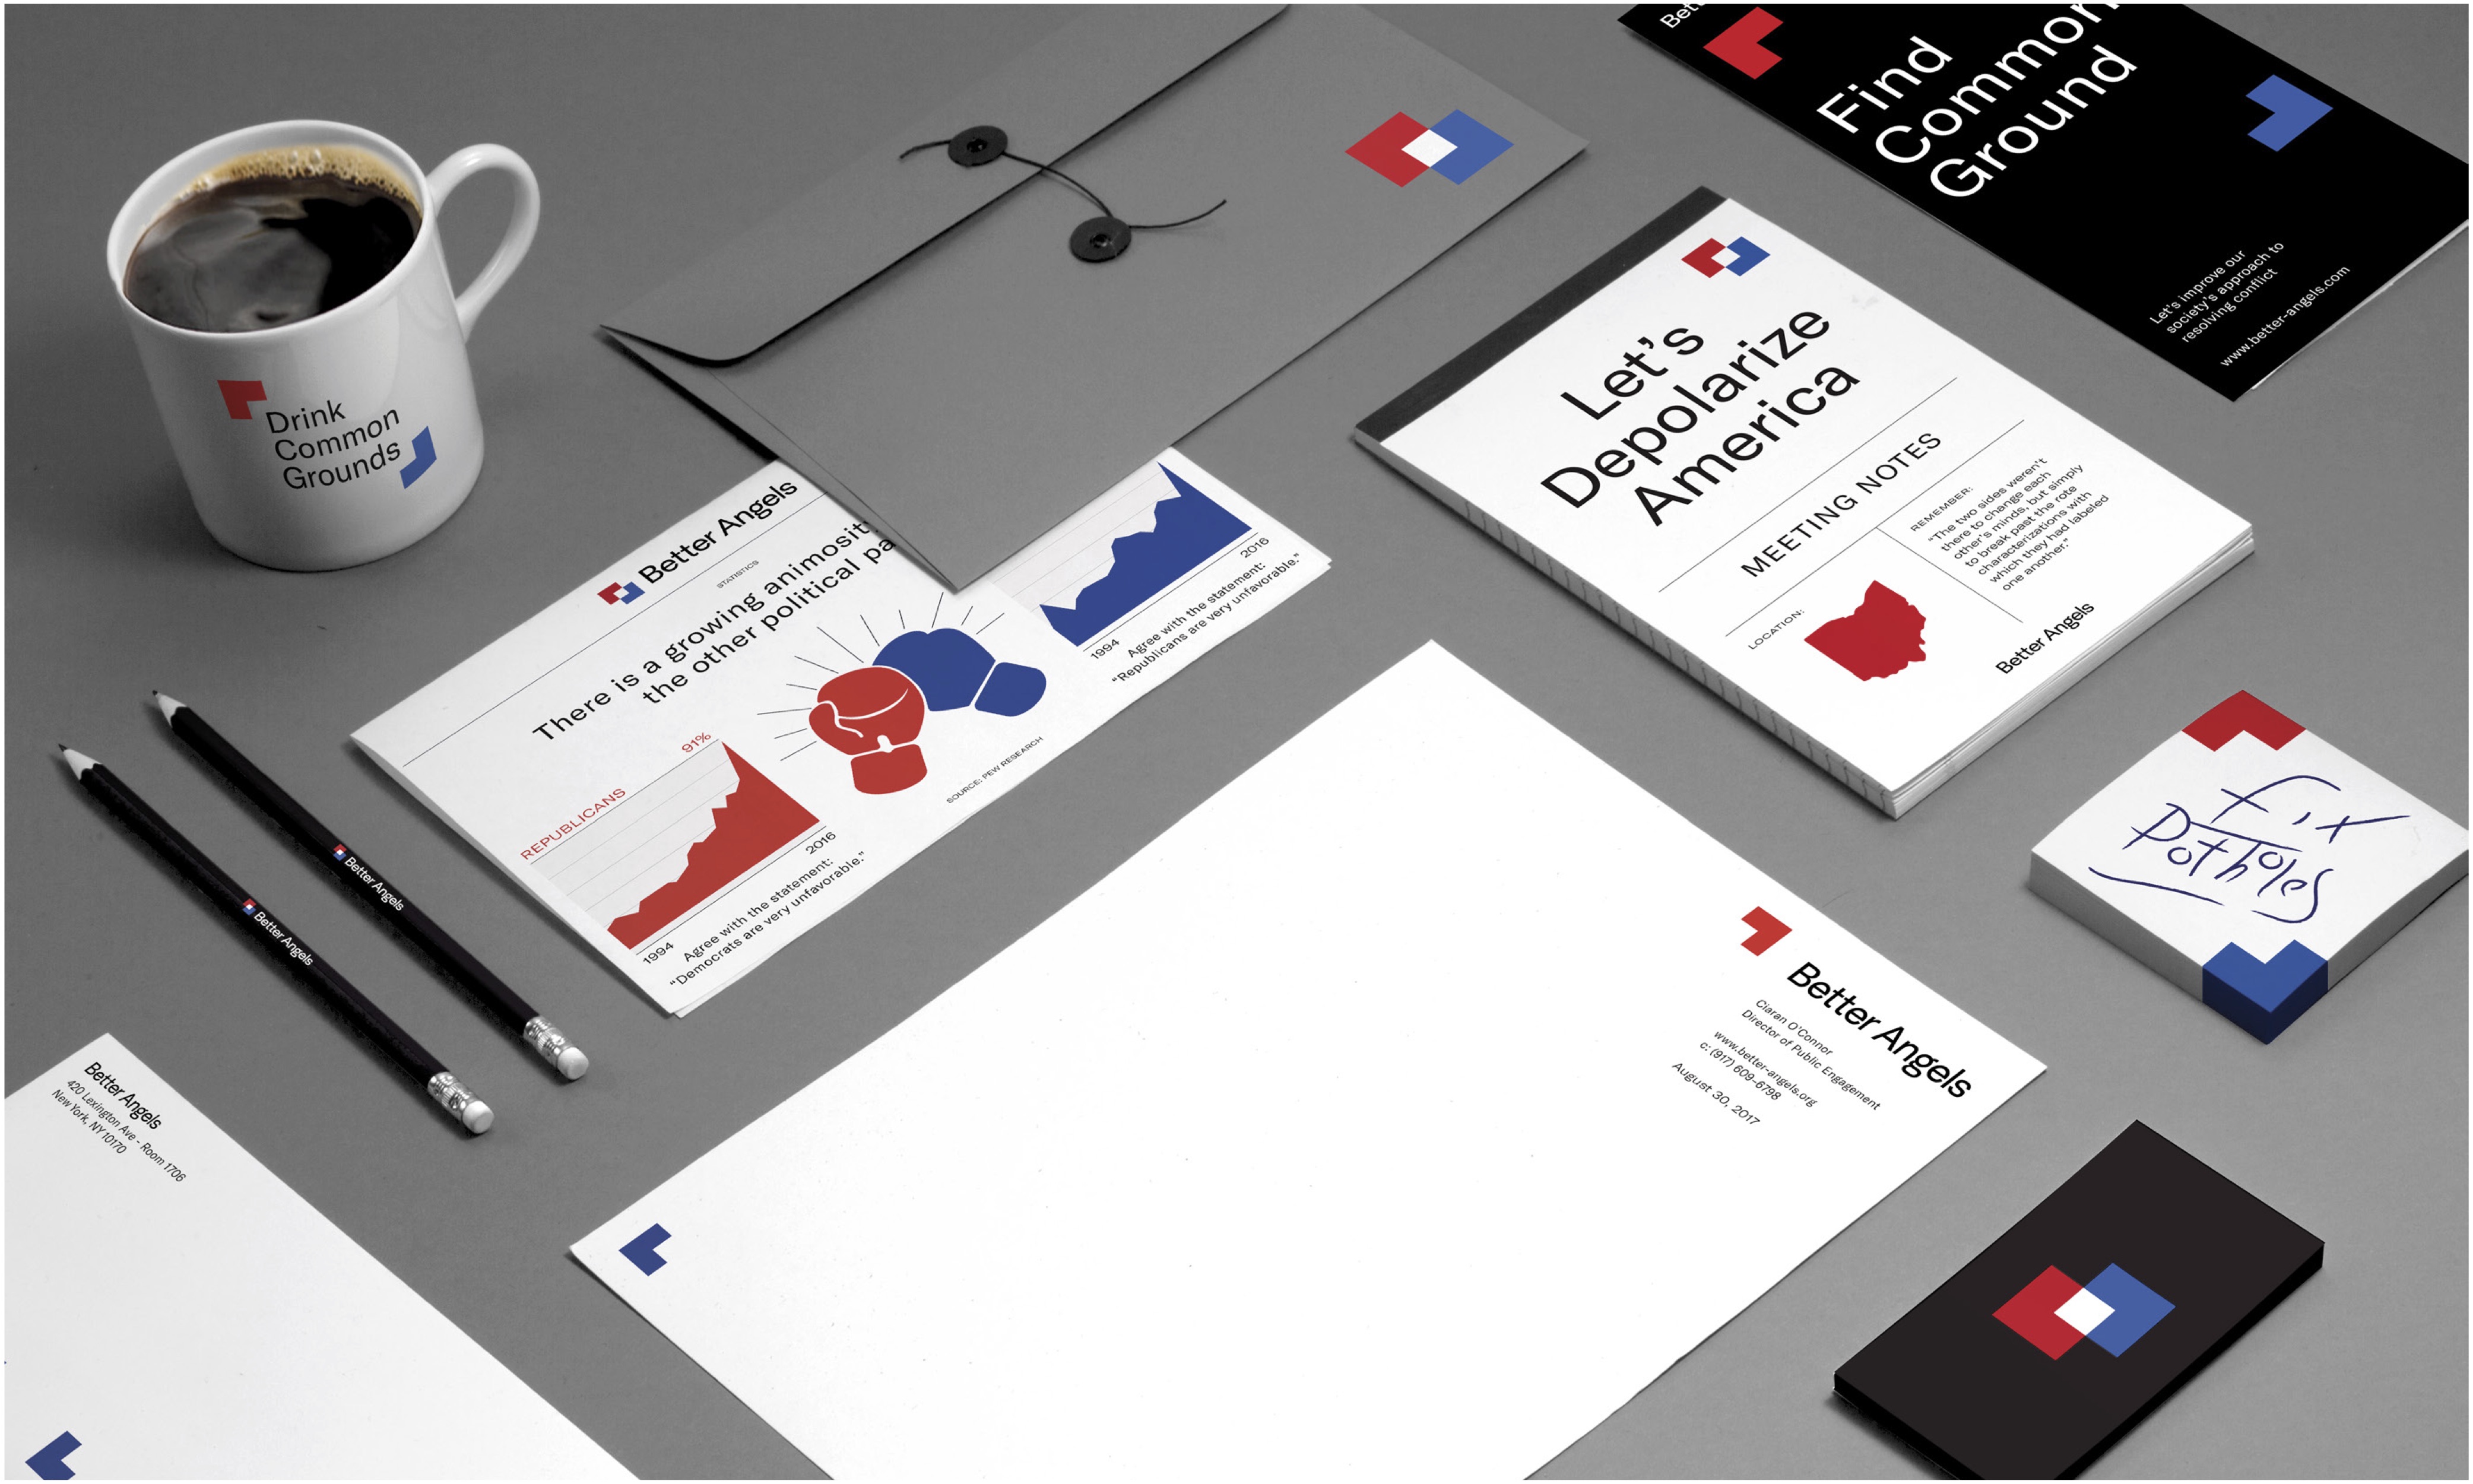 Drink
Common
Grounds
Find
Common
Ground
Let's improve our
society's approach to
resolving conflict
www.better-angels.com
Let's
Depolarize
America
MEETING NOTES
REMEMBER:
"The two sides weren't
there to change each
other's minds, but simply
to break past the rote
characterizations with
which they had labeled
one another."
LOCATION:
Better Angels
Better Angels
STATISTICS
There is a growing animosity
the other political
REPUBLICANS
91%
1994
2016
Agree with the statement:
"Democrats are very unfavorable."
SOURCE: PEW RESEARCH
1994
2016
Agree with the statement:
"Republicans are very unfavorable."
Better Angels
Better Angels
Fix
Potholes
Better Angels
Ciaran O'Connor
Director of Public Engagement
www.better-angels.org
c: (917) 609-6798
August 30, 2017
Better Angels
420 Lexington Ave - Room 1706
New York, NY 10170